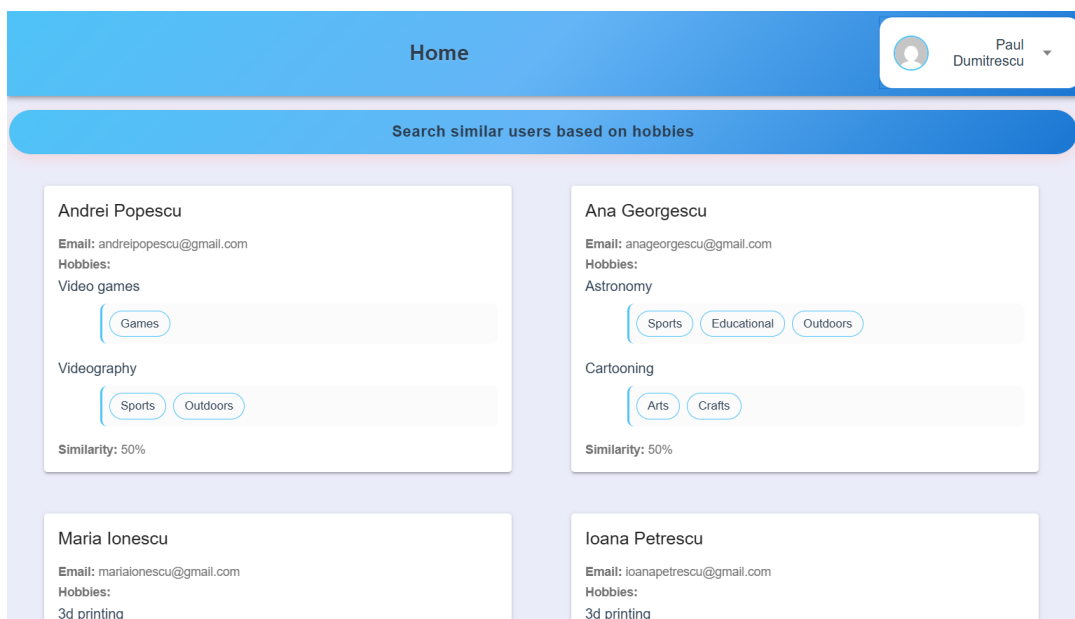 Home
Paul
Dumitrescu
Search similar users based on hobbies
Andrei Popescu
Email: andreipopescu@gmail.com
Hobbies:
Video games
Games
Videography
Sports Outdoors
Similarity: 50%
Ana Georgescu
Email: anageorgescu@gmail.com
Hobbies:
Astronomy
Sports Educational Outdoors
Cartooning
Arts Crafts
Similarity: 50%
Maria Ionescu
Email: mariaionescu@gmail.com
Hobbies:
3d printing
Ioana Petrescu
Email: ioanapetrescu@gmail.com
Hobbies:
3d printing